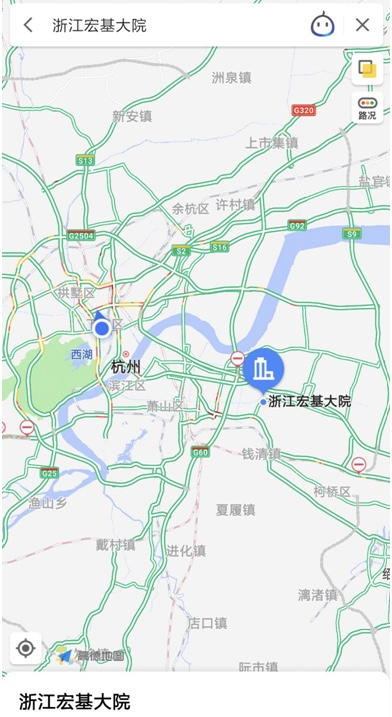 浙江宏基大院
洲泉镇
G320
新安镇
路况
上市集镇
S13
盐官镇
余杭区
许村镇
G92
G2504
S2
S16
S9
拱墅区
区
西湖
杭州
滨江区
浙江宏基大院
萧山区
G60
钱清镇
G25
柯桥区
渔山乡
夏履镇
戴村镇
进化镇
漓渚镇
店口镇
高德地图
阮市镇
浙江宏基大院